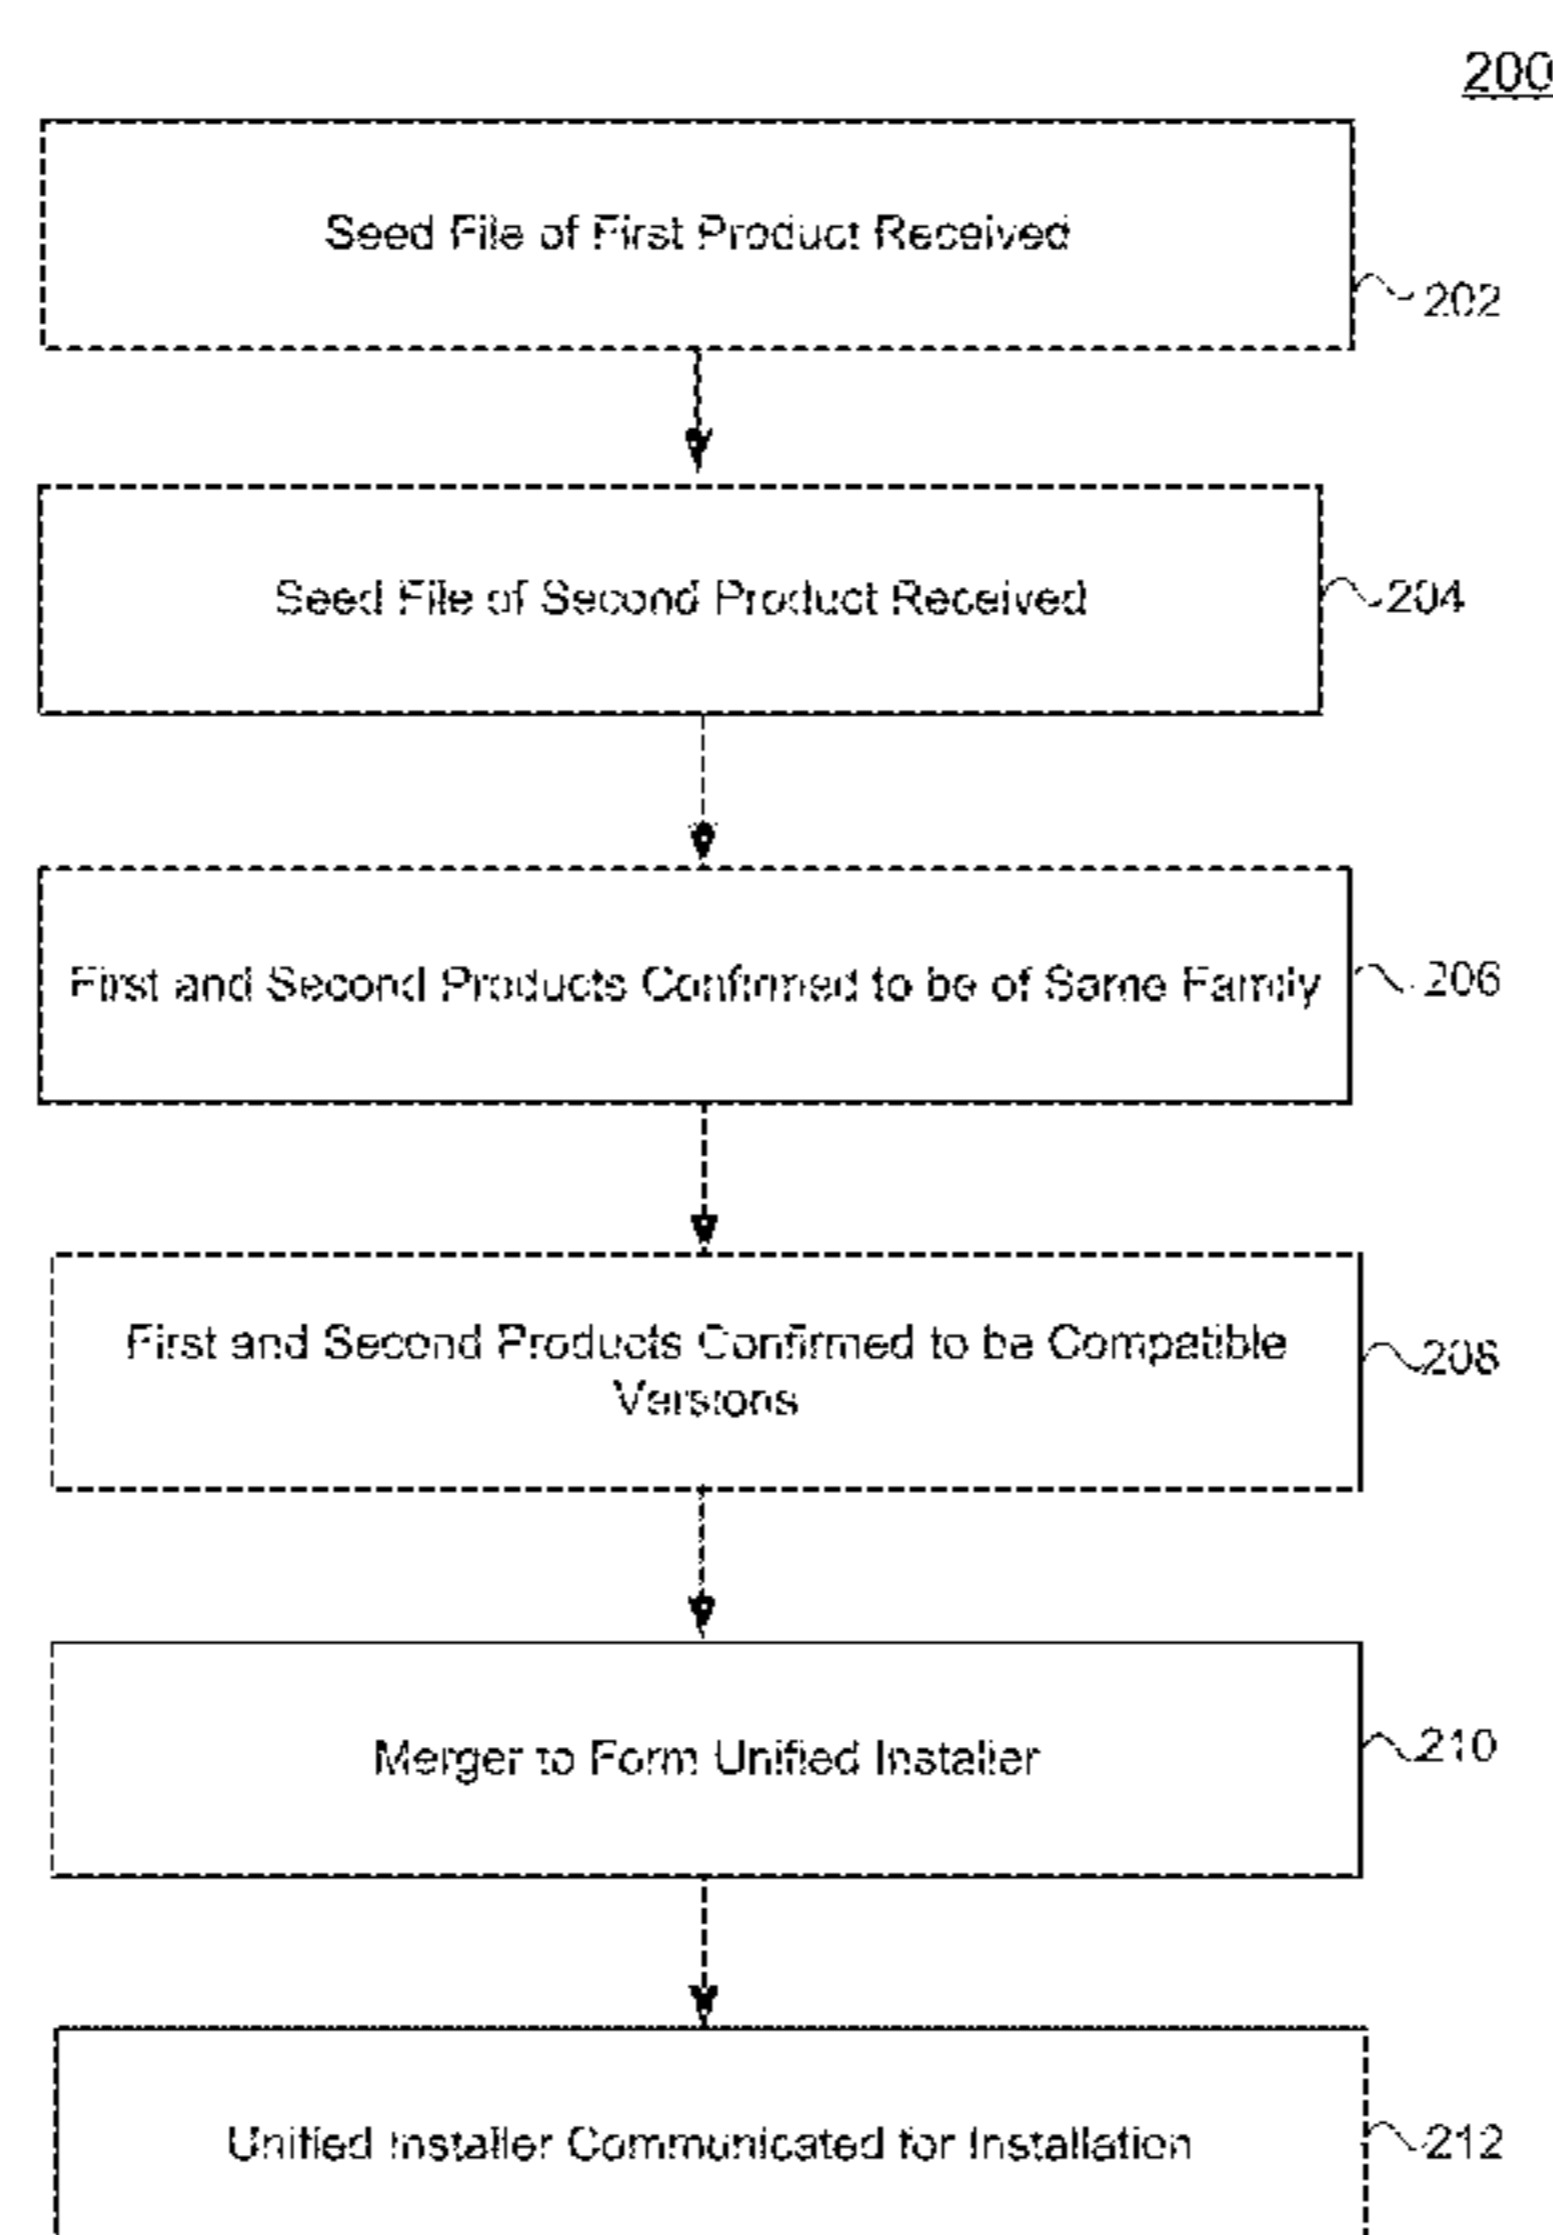 200
Seed File of First Product Received
202
Seed File of Second Product Received
204
First and Second Products Confirmed to be of Same Family
206
First and Second Products Confirmed to be Compatible
Versions
208
Merger to Form Unified Installer
210
Unified Installer Communicated for Installation
212